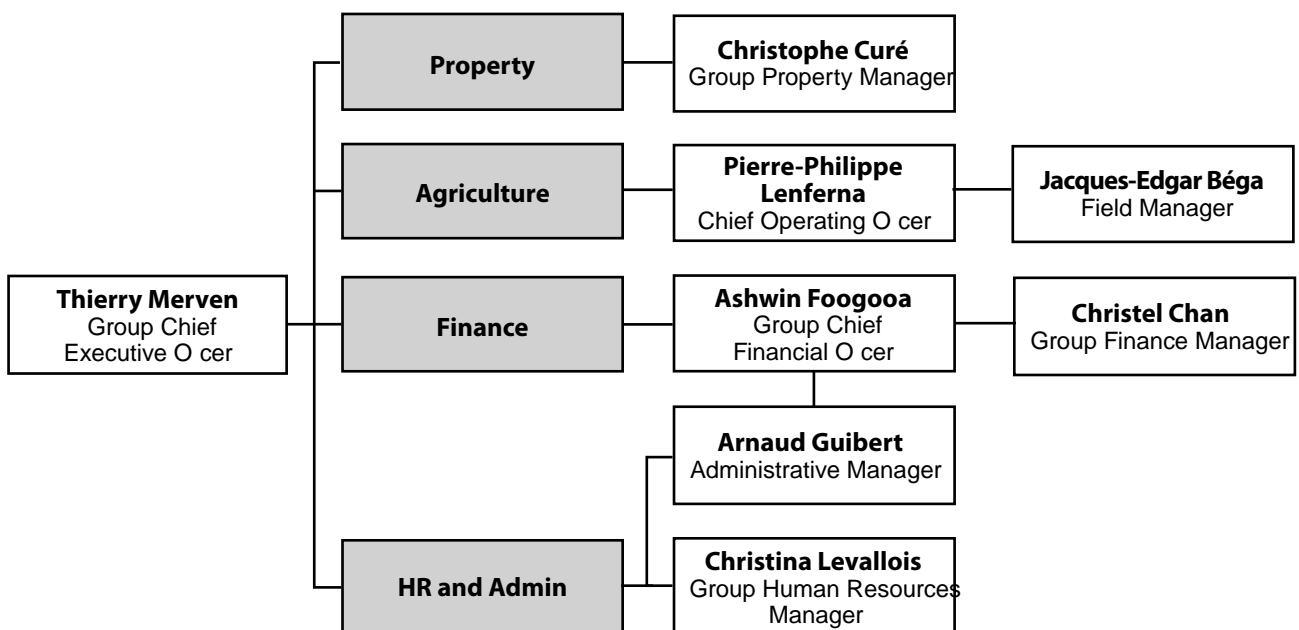 Property
Christophe Curé
Group Property Manager
Agriculture
Pierre-Philippe
Lenferna
Chief Operating O cer
Jacques-Edgar Béga
Field Manager
Thierry Merven
Group Chief
Executive O cer
Finance
Ashwin Foogooa
Group Chief
Financial O cer
Christel Chan
Group Finance Manager
Arnaud Guibert
Administrative Manager
HR and Admin
Christina Levallois
Group Human Resources
Manager